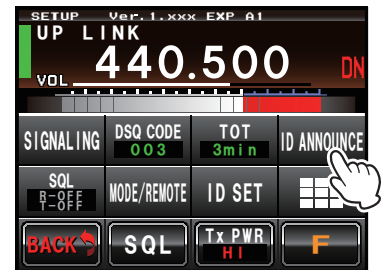 SETUP Ver.1.xxx EXP A1
UP LINK
VOL 440.500 DN
SIGNALING DSQ CODE 003 TOT 3min ID ANNOUNCE
SQL R-OFF T-OFF MODE/REMOTE ID SET
BACK SQL Tx PWR HI F